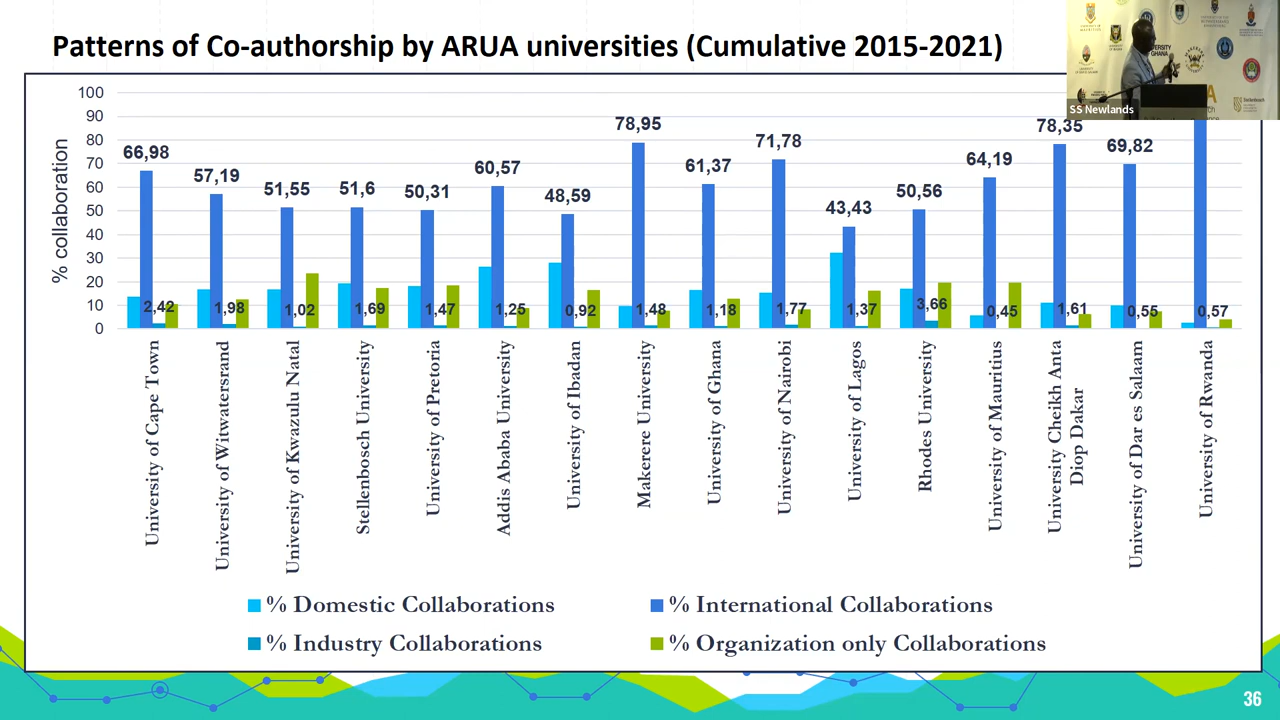 Patterns of Co-authorship by ARUA universities (Cumulative 2015-2021)
SS Newlands
% collaboration
100
90
80
70
60
50
40
30
20
10
0
66,98
57,19
51,55
51,6
50,31
60,57
48,59
78,95
61,37
71,78
43,43
50,56
64,19
78,35
69,82
2,42
1,98
1,02
1,69
1,47
1,25
0,92
1,48
1,18
1,77
1,37
3,66
0,45
1,61
0,55
0,57
University of Cape Town
University of Witwatersrand
University of Kwazulu Natal
Stellenbosch University
University of Pretoria
Addis Ababa University
University of Ibadan
Makerere University
University of Ghana
University of Nairobi
University of Lagos
Rhodes University
University of Mauritius
University Cheikh Anta
Diop Dakar
University of Dar es Salaam
University of Rwanda
% Domestic Collaborations
% International Collaborations
% Industry Collaborations
% Organization only Collaborations
36